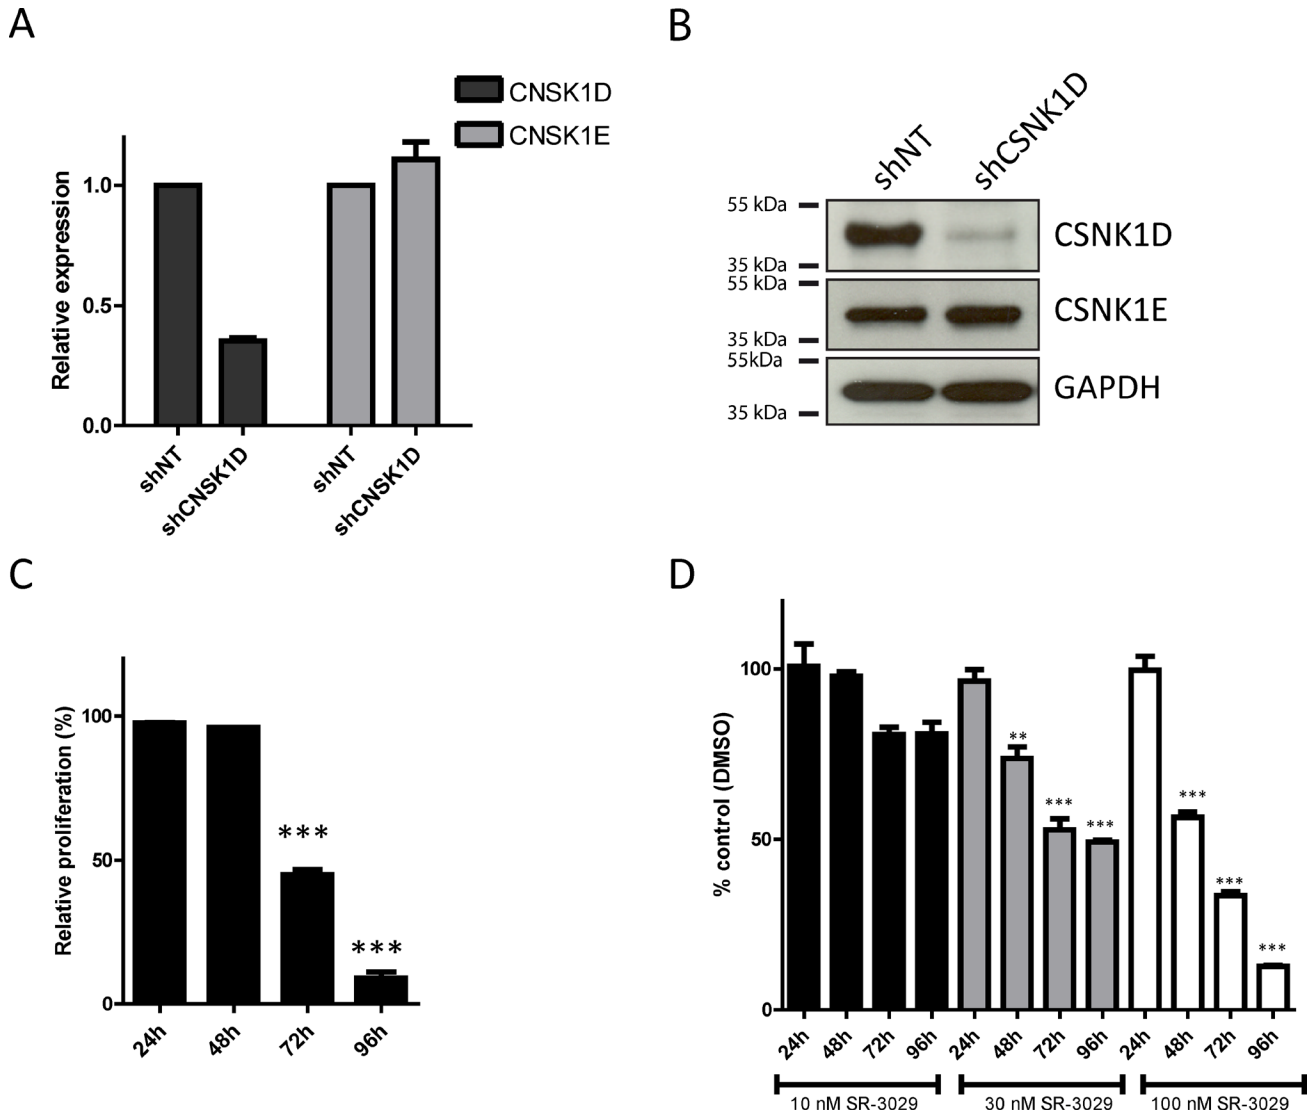 A
CNSK1D
CNSK1E
Relative expression
1.0
0.5
0.0
shNT
shCNSK1D
shNT
shCNSK1D
B
shNT
shCSNK1D
55 kDa
35 kDa
CSNK1D
55 kDa
35 kDa
CSNK1E
55kDa
35 kDa
GAPDH
C
Relative proliferation (%)
100
50
0
***
***
24h
48h
72h
96h
D
% control (DMSO)
100
50
0
**
***
***
***
***
***
24h
48h
72h
96h
24h
48h
72h
96h
24h
48h
72h
96h
10 nM SR-3029
30 nM SR-3029
100 nM SR-3029